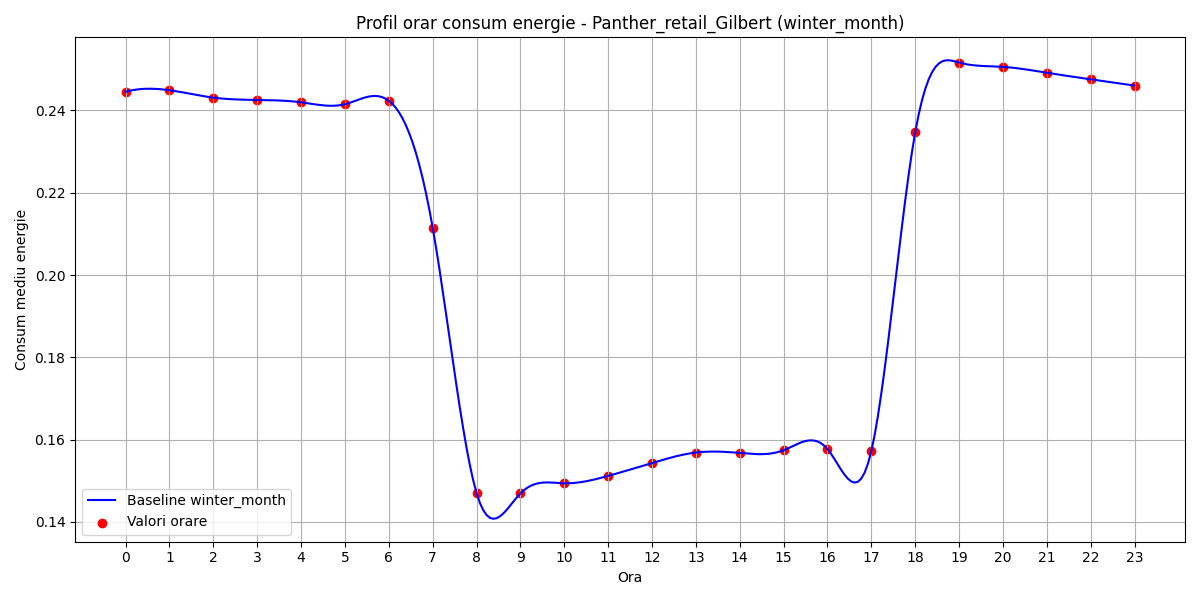 Profil orar consum energie - Panther_retail_Gilbert (winter_month)
Consum mediu energie
0.24
0.22
0.20
0.18
0.16
0.14
Baseline winter_month
Valori orare
0 1 2 3 4 5 6 7 8 9 10 11 12 13 14 15 16 17 18 19 20 21 22 23
Ora